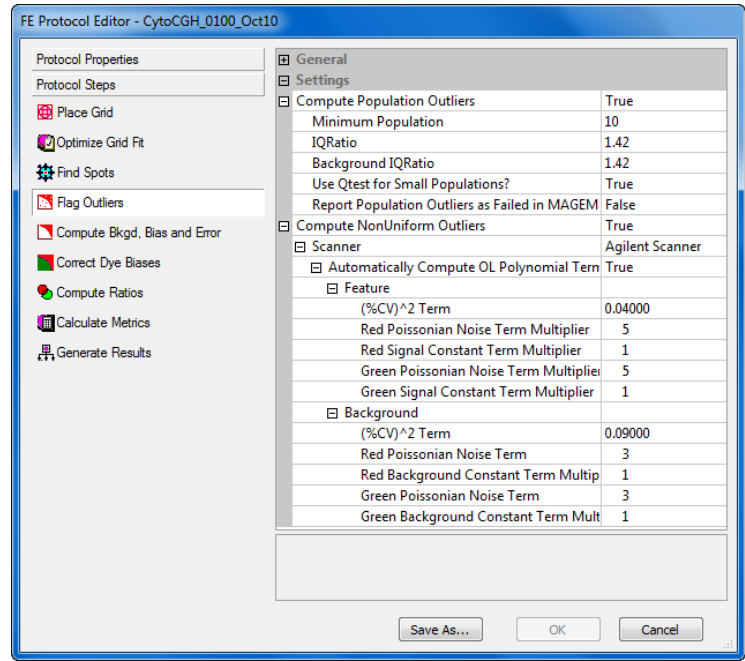 FE Protocol Editor - CytoCGH_0100_Oct10
Protocol Properties
Protocol Steps
Place Grid
Optimize Grid Fit
Find Spots
Flag Outliers
Compute Bkgd, Bias and Error
Correct Dye Biases
Compute Ratios
Calculate Metrics
Generate Results
General
Settings
Compute Population Outliers True
Minimum Population 10
IQRatio 1.42
Background IQRatio 1.42
Use Qtest for Small Populations? True
Report Population Outliers as Failed in MAGEM False
Compute NonUniform Outliers True
Scanner Agilent Scanner
Automatically Compute OL Polynomial Term True
Feature
(%CV)^2 Term 0.04000
Red Poissonian Noise Term Multiplier 5
Red Signal Constant Term Multiplier 1
Green Poissonian Noise Term Multiplier 5
Green Signal Constant Term Multiplier 1
Background
(%CV)^2 Term 0.09000
Red Poissonian Noise Term 3
Red Background Constant Term Multip 1
Green Poissonian Noise Term 3
Green Background Constant Term Mult 1
Save As...
OK
Cancel